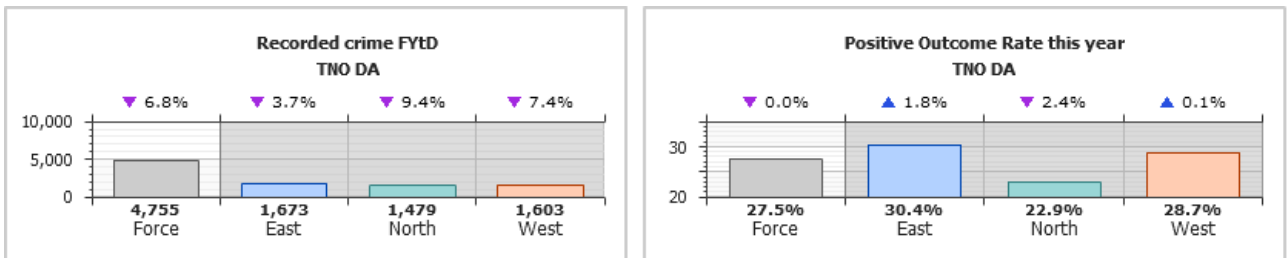 Recorded crime FYtD
TNO DA
▼ 6.8% ▼ 3.7% ▼ 9.4% ▼ 7.4%
10,000
5,000
0
4,755 1,673 1,479 1,603
Force East North West
Positive Outcome Rate this year
TNO DA
▼ 0.0% ▲ 1.8% ▼ 2.4% ▲ 0.1%
30
20
27.5% 30.4% 22.9% 28.7%
Force East North West